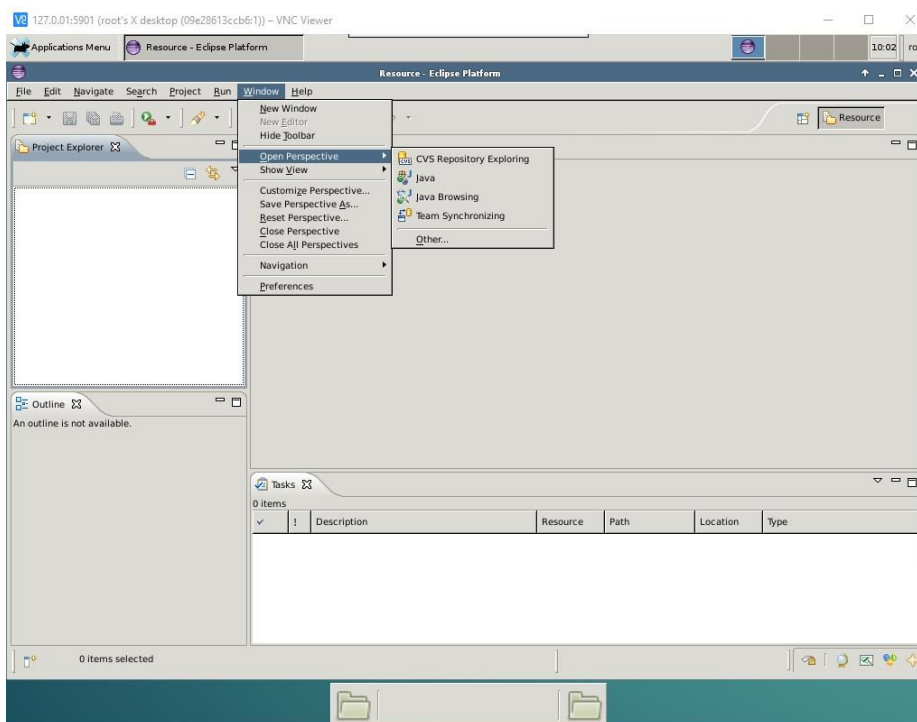 127.0.01:5901 (root's X desktop (09e28613ccb6:1)) – VNC Viewer
Applications Menu
Resource - Eclipse Platform
10:02
ro
Resource - Eclipse Platform
File Edit Navigate Search Project Run Window Help
New Window
New Editor
Hide Toolbar
Open Perspective
Show View
Customize Perspective...
Save Perspective As...
Reset Perspective...
Close Perspective
Close All Perspectives
Navigation
Preferences
CVS Repository Exploring
Java
Java Browsing
Team Synchronizing
Other...
Resource
Project Explorer
Outline
An outline is not available.
Tasks
0 items
! Description Resource Path Location Type
0 items selected